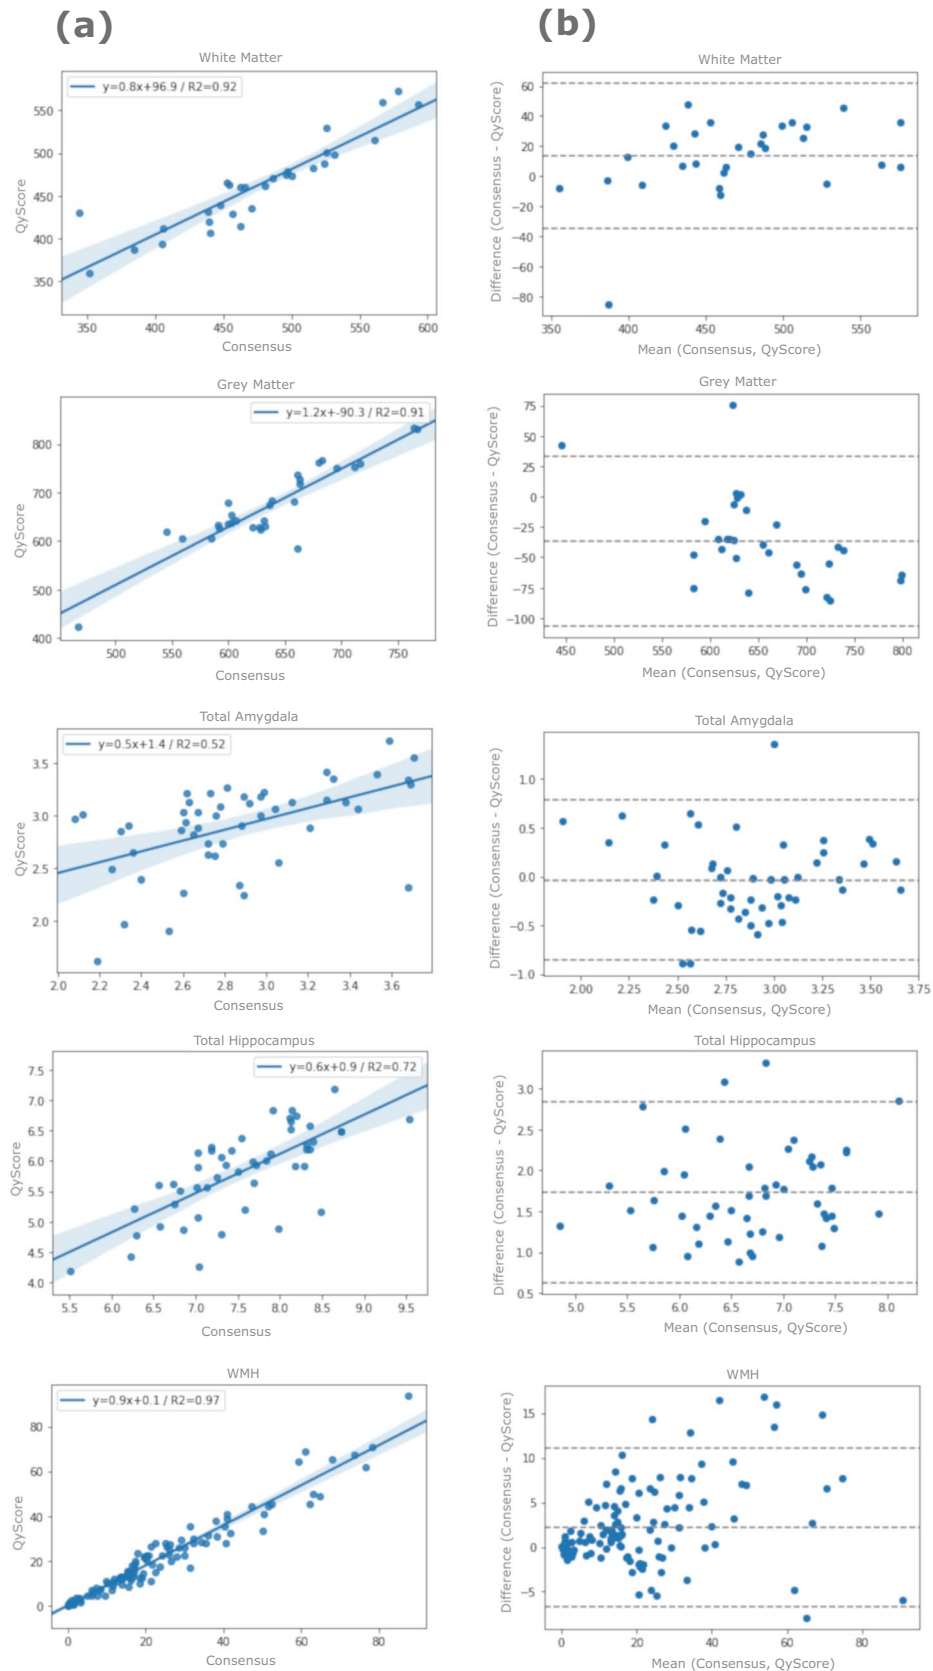 (a) (b)
White Matter
y=0.8x+96.9 / R2=0.92
QyScore
550
500
450
400
350
350 400 450 500 550 600
Consensus
White Matter
Difference (Consensus - QyScore)
60
40
20
0
−20
−40
−60
−80
350 400 450 500 550
Mean (Consensus, QyScore)
Grey Matter
y=1.2x+-90.3 / R2=0.91
QyScore
800
700
600
500
400
500 550 600 650 700 750
Consensus
Grey Matter
Difference (Consensus - QyScore)
75
50
25
0
−25
−50
−75
−100
450 500 550 600 650 700 750 800
Mean (Consensus, QyScore)
Total Amygdala
y=0.5x+1.4 / R2=0.52
QyScore
3.5
3.0
2.5
2.0
2.0 2.2 2.4 2.6 2.8 3.0 3.2 3.4 3.6
Consensus
Total Amygdala
Difference (Consensus - QyScore)
1.0
0.5
0.0
−0.5
−1.0
2.00 2.25 2.50 2.75 3.00 3.25 3.50 3.75
Mean (Consensus, QyScore)
Total Hippocampus
y=0.6x+0.9 / R2=0.72
QyScore
7.5
7.0
6.5
6.0
5.5
5.0
4.5
4.0
5.5 6.0 6.5 7.0 7.5 8.0 8.5 9.0 9.5
Consensus
Total Hippocampus
Difference (Consensus - QyScore)
3.0
2.5
2.0
1.5
1.0
0.5
5.0 5.5 6.0 6.5 7.0 7.5 8.0
Mean (Consensus, QyScore)
WMH
y=0.9x+0.1 / R2=0.97
QyScore
80
60
40
20
0
0 20 40 60 80
Consensus
WMH
Difference (Consensus - QyScore)
15
10
5
0
−5
0 20 40 60 80
Mean (Consensus, QyScore)